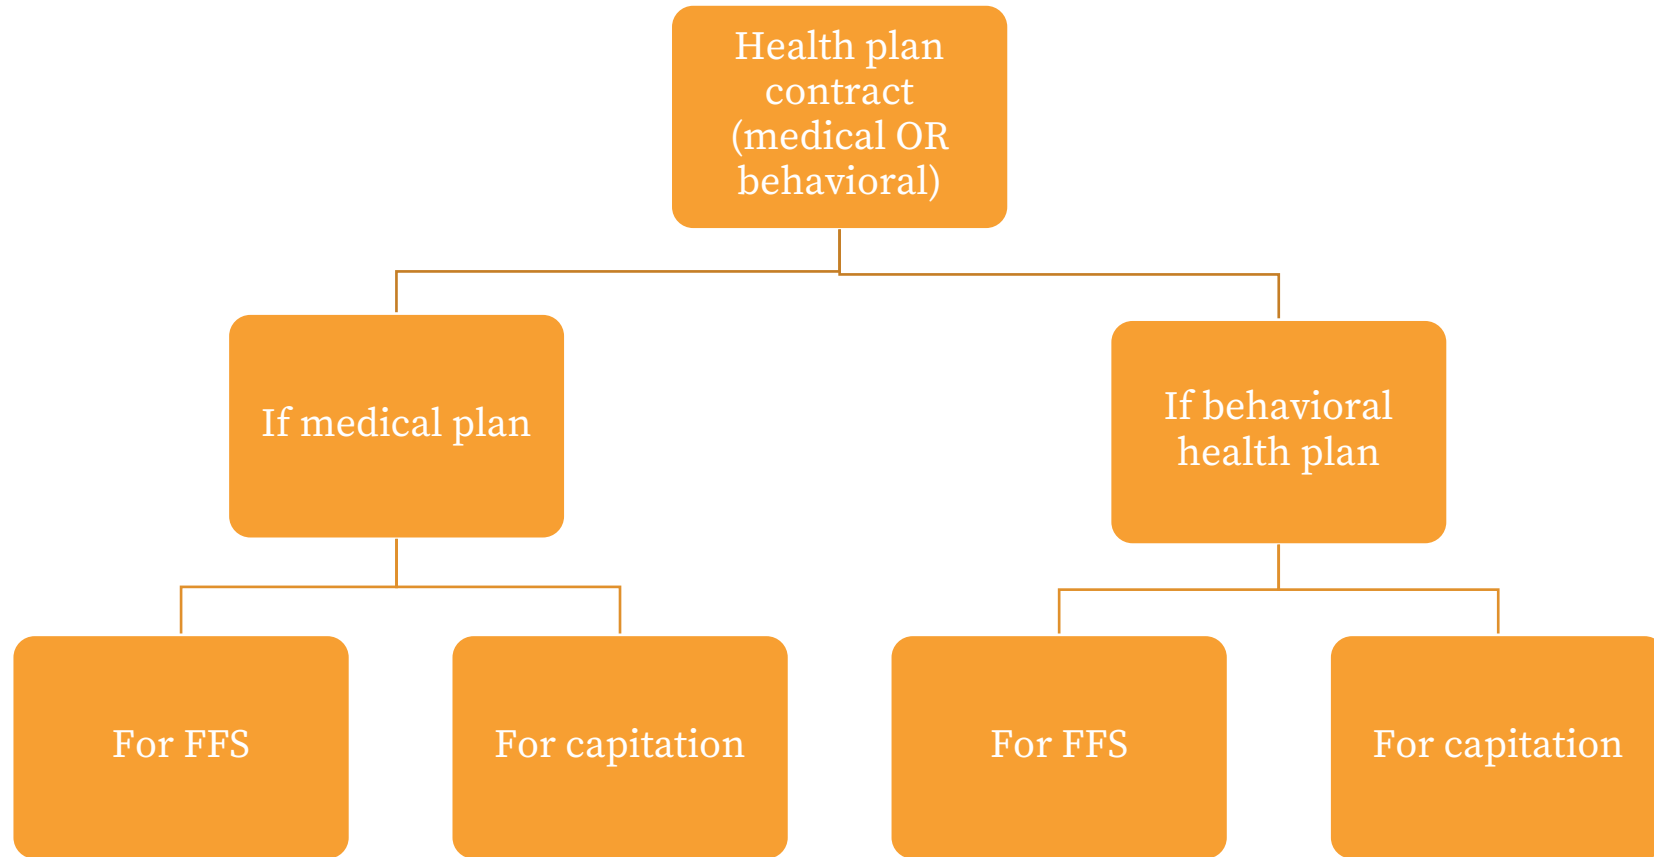 Health plan
contract
(medical OR
behavioral)
If medical plan
If behavioral
health plan
For FFS
For capitation
For FFS
For capitation